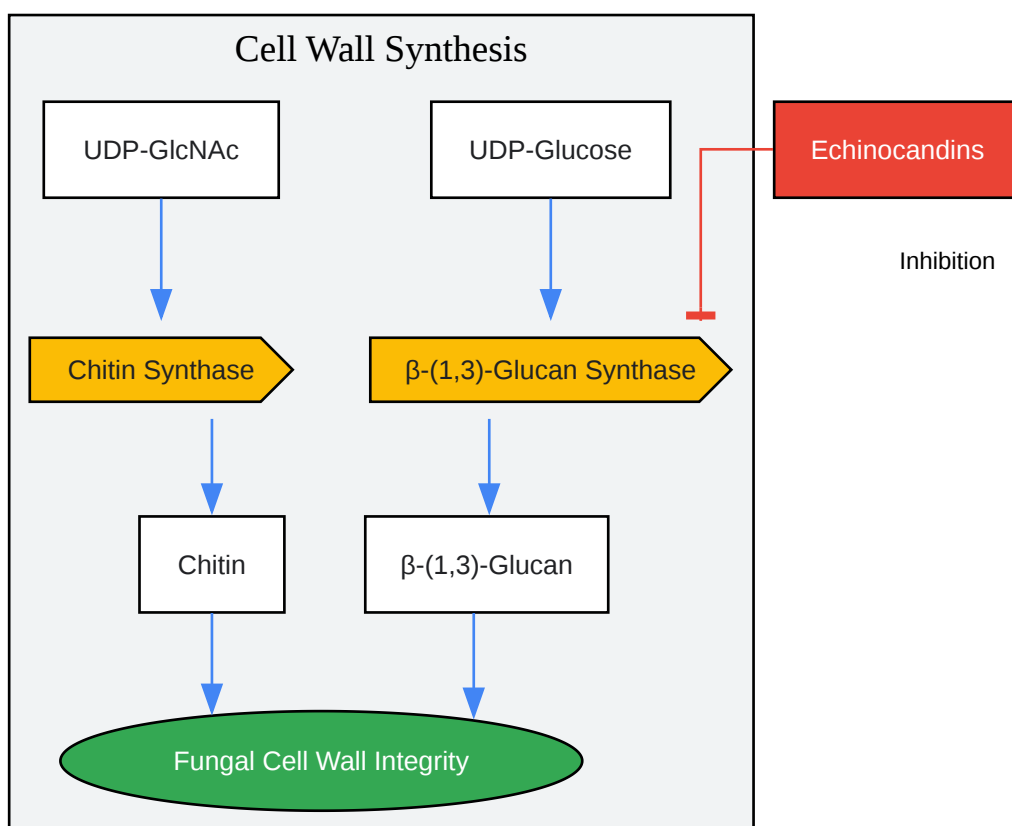 Cell Wall Synthesis
UDP-GlcNAc
UDP-Glucose
Echinocandins
Inhibition
Chitin Synthase
β-(1,3)-Glucan Synthase
Chitin
β-(1,3)-Glucan
Fungal Cell Wall Integrity